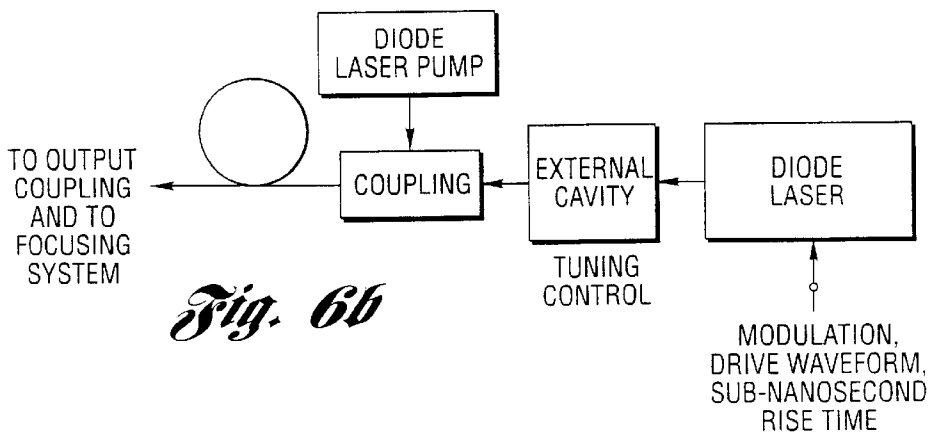 DIODE
LASER PUMP
TO OUTPUT
COUPLING
AND TO
FOCUSING
SYSTEM
COUPLING
EXTERNAL
CAVITY
TUNING
CONTROL
DIODE
LASER
MODULATION,
DRIVE WAVEFORM,
SUB-NANOSECOND
RISE TIME
Fig. 6b